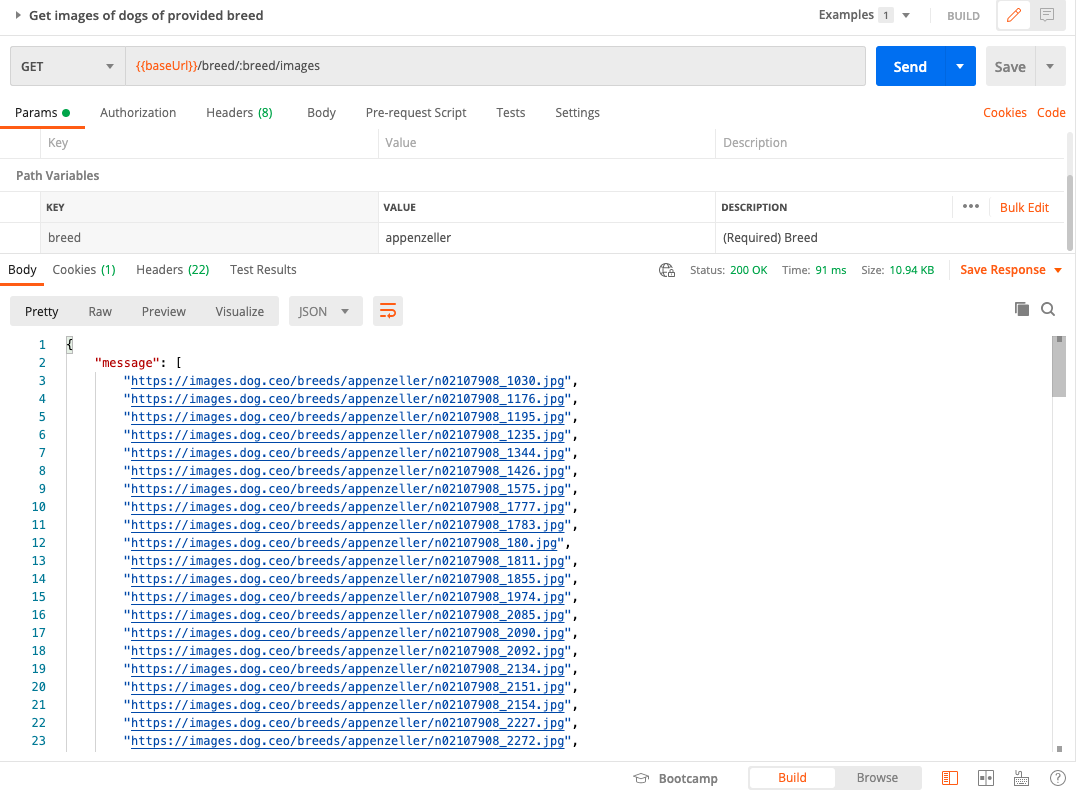 Get images of dogs of provided breed
Examples 1
BUILD
GET
{{baseUrl}}/breed/:breed/images
Send
Save
Params
Authorization
Headers (8)
Body
Pre-request Script
Tests
Settings
Cookies
Code
Key
Value
Description
Path Variables
KEY
VALUE
DESCRIPTION
Bulk Edit
breed
appenzeller
(Required) Breed
Body
Cookies (1)
Headers (22)
Test Results
Status: 200 OK
Time: 91 ms
Size: 10.94 KB
Save Response
Pretty
Raw
Preview
Visualize
JSON
1 {
2 "message": [
3 "https://images.dog.ceo/breeds/appenzeller/n02107908_1030.jpg",
4 "https://images.dog.ceo/breeds/appenzeller/n02107908_1176.jpg",
5 "https://images.dog.ceo/breeds/appenzeller/n02107908_1195.jpg",
6 "https://images.dog.ceo/breeds/appenzeller/n02107908_1235.jpg",
7 "https://images.dog.ceo/breeds/appenzeller/n02107908_1344.jpg",
8 "https://images.dog.ceo/breeds/appenzeller/n02107908_1426.jpg",
9 "https://images.dog.ceo/breeds/appenzeller/n02107908_1575.jpg",
10 "https://images.dog.ceo/breeds/appenzeller/n02107908_1777.jpg",
11 "https://images.dog.ceo/breeds/appenzeller/n02107908_1783.jpg",
12 "https://images.dog.ceo/breeds/appenzeller/n02107908_180.jpg",
13 "https://images.dog.ceo/breeds/appenzeller/n02107908_1811.jpg",
14 "https://images.dog.ceo/breeds/appenzeller/n02107908_1855.jpg",
15 "https://images.dog.ceo/breeds/appenzeller/n02107908_1974.jpg",
16 "https://images.dog.ceo/breeds/appenzeller/n02107908_2085.jpg",
17 "https://images.dog.ceo/breeds/appenzeller/n02107908_2090.jpg",
18 "https://images.dog.ceo/breeds/appenzeller/n02107908_2092.jpg",
19 "https://images.dog.ceo/breeds/appenzeller/n02107908_2134.jpg",
20 "https://images.dog.ceo/breeds/appenzeller/n02107908_2151.jpg",
21 "https://images.dog.ceo/breeds/appenzeller/n02107908_2154.jpg",
22 "https://images.dog.ceo/breeds/appenzeller/n02107908_2227.jpg",
23 "https://images.dog.ceo/breeds/appenzeller/n02107908_2272.jpg",
Bootcamp
Build
Browse